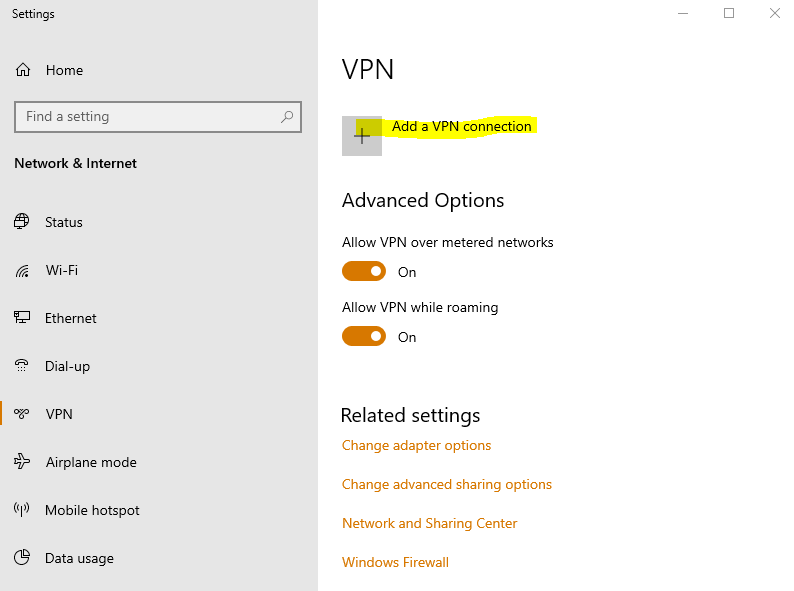 Settings
Home
Find a setting
Network & Internet
Status
Wi-Fi
Ethernet
Dial-up
VPN
Airplane mode
Mobile hotspot
Data usage
VPN
Add a VPN connection
Advanced Options
Allow VPN over metered networks
On
Allow VPN while roaming
On
Related settings
Change adapter options
Change advanced sharing options
Network and Sharing Center
Windows Firewall